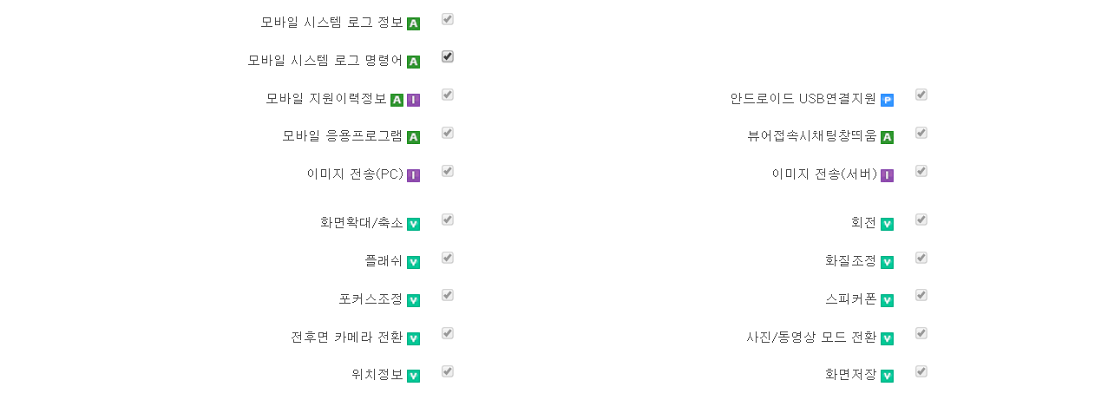 모바일 시스템 로그 정보 A
모바일 시스템 로그 명령어 A
모바일 지원이력정보 A I
안드로이드 USB연결지원 P
모바일 응용프로그램 A
뷰어접속시채팅창띄움 A
이미지 전송(PC) I
이미지 전송(서버) I
화면확대/축소 V
회전 V
플래쉬 V
화질조정 V
포커스조정 V
스피커폰 V
전후면 카메라 전환 V
사진/동영상 모드 전환 V
위치정보 V
화면저장 V